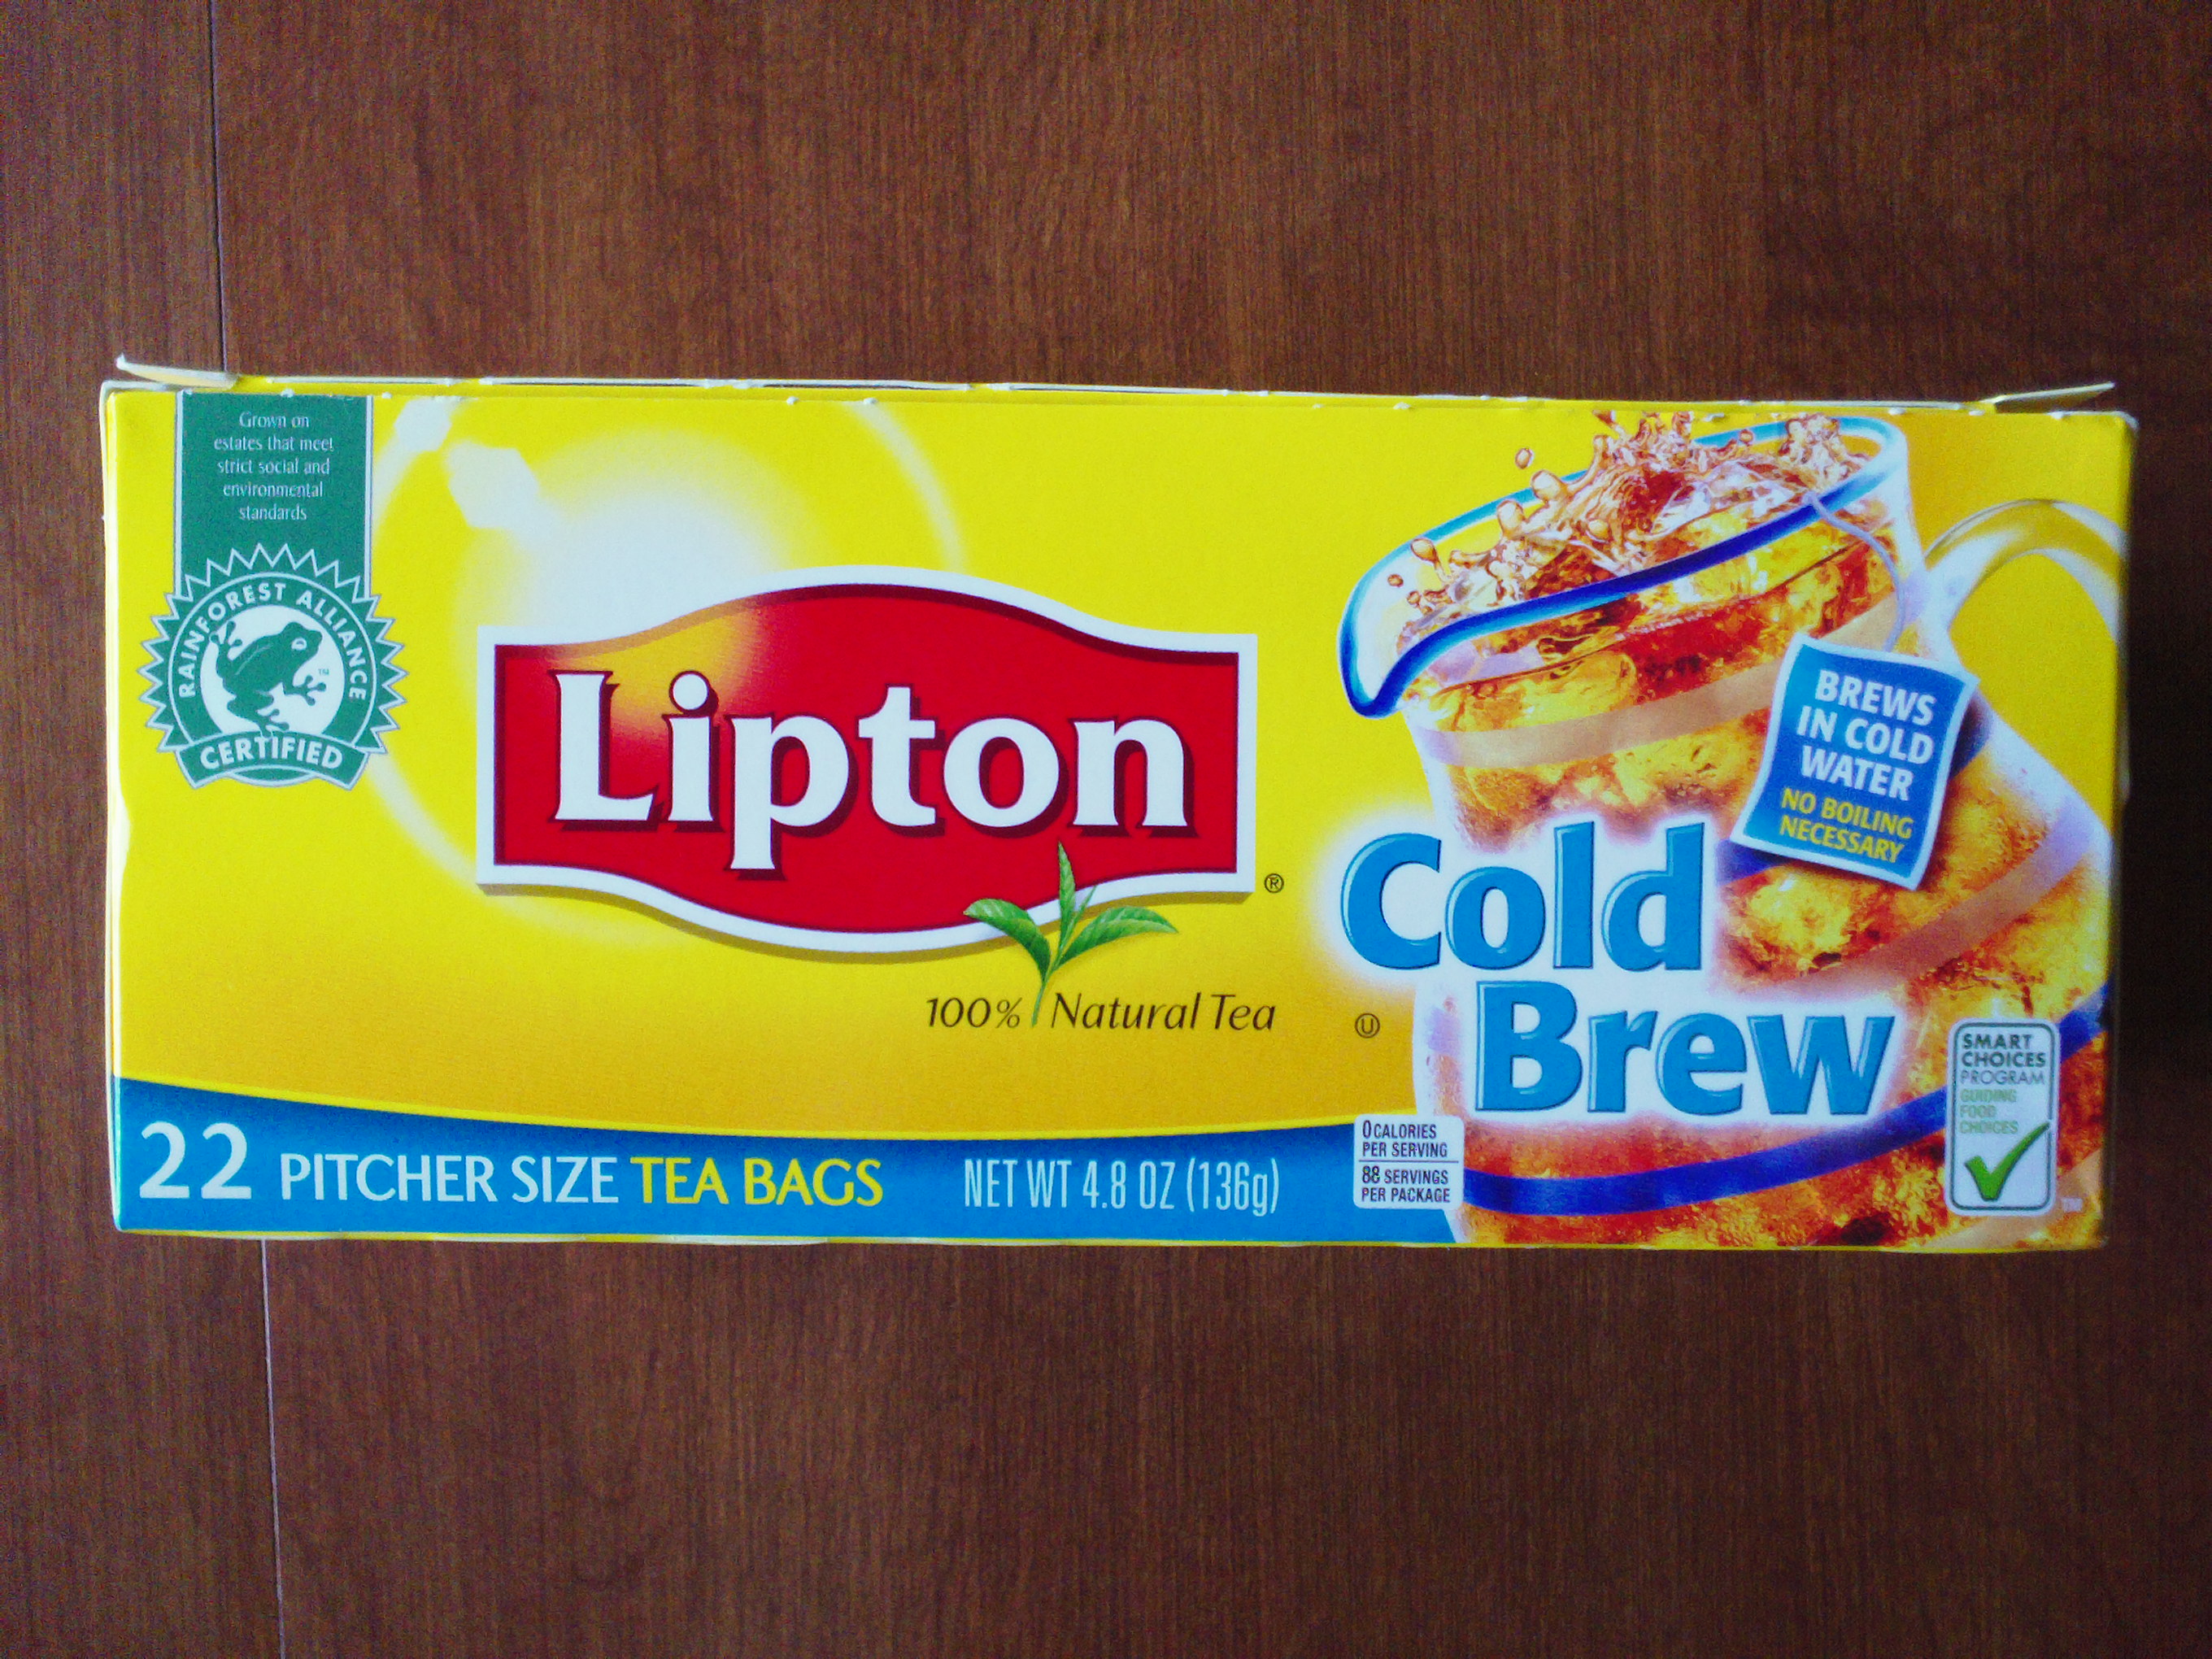 Grown on
estates that meet
strict social and
environmental
standards
RAINFOREST ALLIANCE
TM
CERTIFIED
Lipton
®
100% Natural Tea
BREWS
IN COLD
WATER
NO BOILING
NECESSARY
Cold
Brew
U
SMART
CHOICES
PROGRAM
GUIDING
FOOD
CHOICES
TM
22 PITCHER SIZE TEA BAGS
NET WT 4.8 OZ (136g)
0 CALORIES
PER SERVING
88 SERVINGS
PER PACKAGE